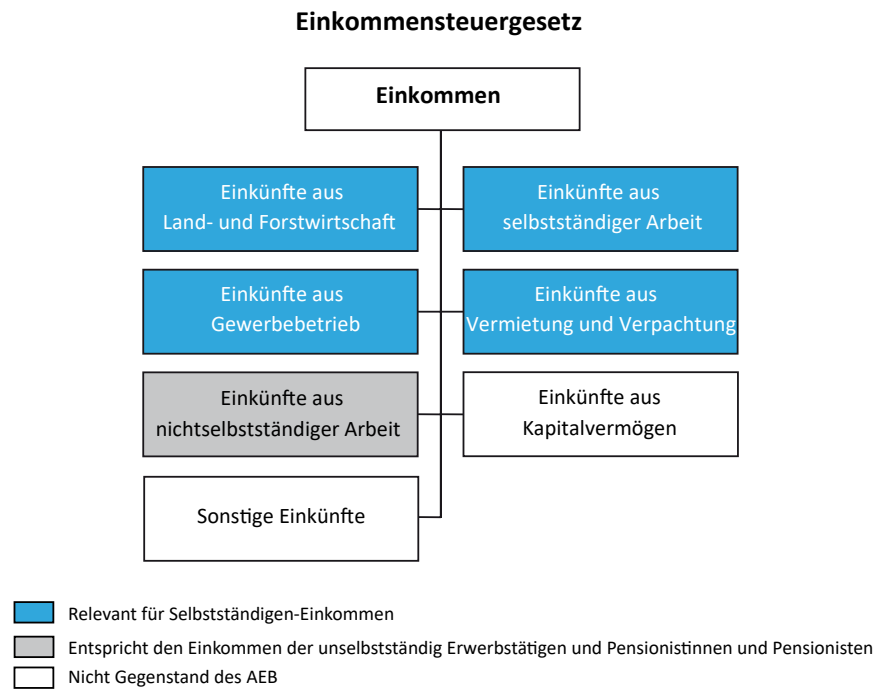 Einkommensteuergesetz
Einkommen
Einkünfte aus
Land- und Forstwirtschaft
Einkünfte aus
selbstständiger Arbeit
Einkünfte aus
Gewerbebetrieb
Einkünfte aus
Vermietung und Verpachtung
Einkünfte aus
nichtselbstständiger Arbeit
Einkünfte aus
Kapitalvermögen
Sonstige Einkünfte
Relevant für Selbstständigen-Einkommen
Entspricht den Einkommen der unselbstständig Erwerbstätigen und Pensionistinnen und Pensionisten
Nicht Gegenstand des AEB